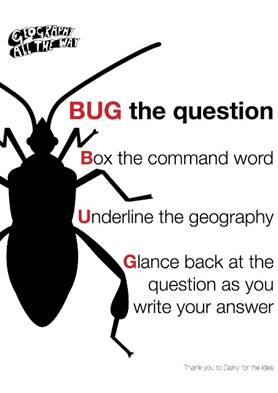 GEOGRAPHY
ALL THE WAY
BUG the question
Box the command word
Underline the geography
Glance back at the
question as you
write your answer
Thank you to Darryl for the idea